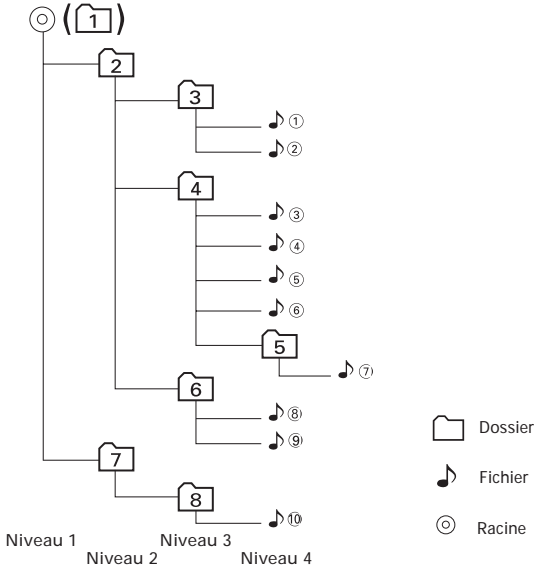 ( 1 )
2
3
①
②
4
③
④
⑤
⑥
5
⑦
6
⑧
⑨
7
8
⑩
Dossier
Fichier
Racine
Niveau 1
Niveau 2
Niveau 3
Niveau 4